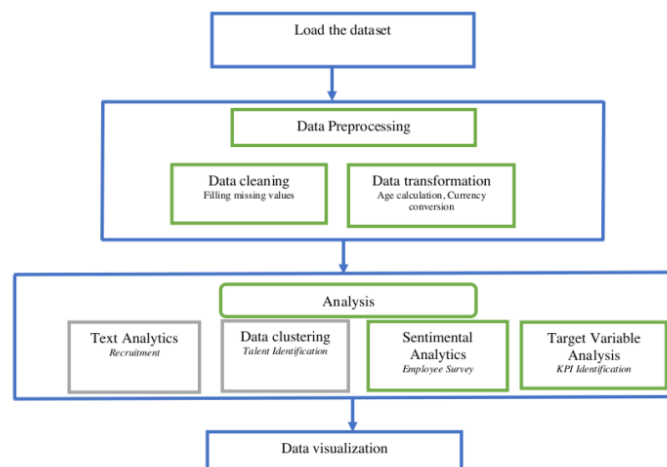 Load the dataset
Data Preprocessing
Data cleaning
Filling missing values
Data transformation
Age calculation, Currency
conversion
Analysis
Text Analytics
Recruitment
Data clustering
Talent Identification
Sentimental
Analytics
Employee Survey
Target Variable
Analysis
KPI Identification
Data visualization